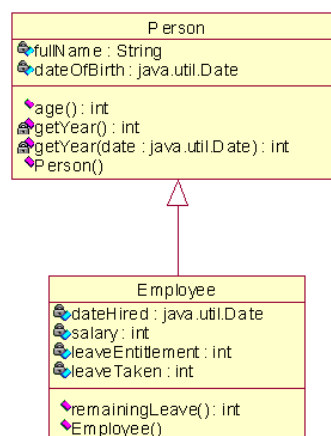 Person
fullName : String
dateOfBirth : java.util.Date
age() : int
getYear() : int
getYear(date : java.util.Date) : int
Person()
Employee
dateHired : java.util.Date
salary : int
leaveEntitlement : int
leaveTaken : int
remainingLeave() : int
Employee()